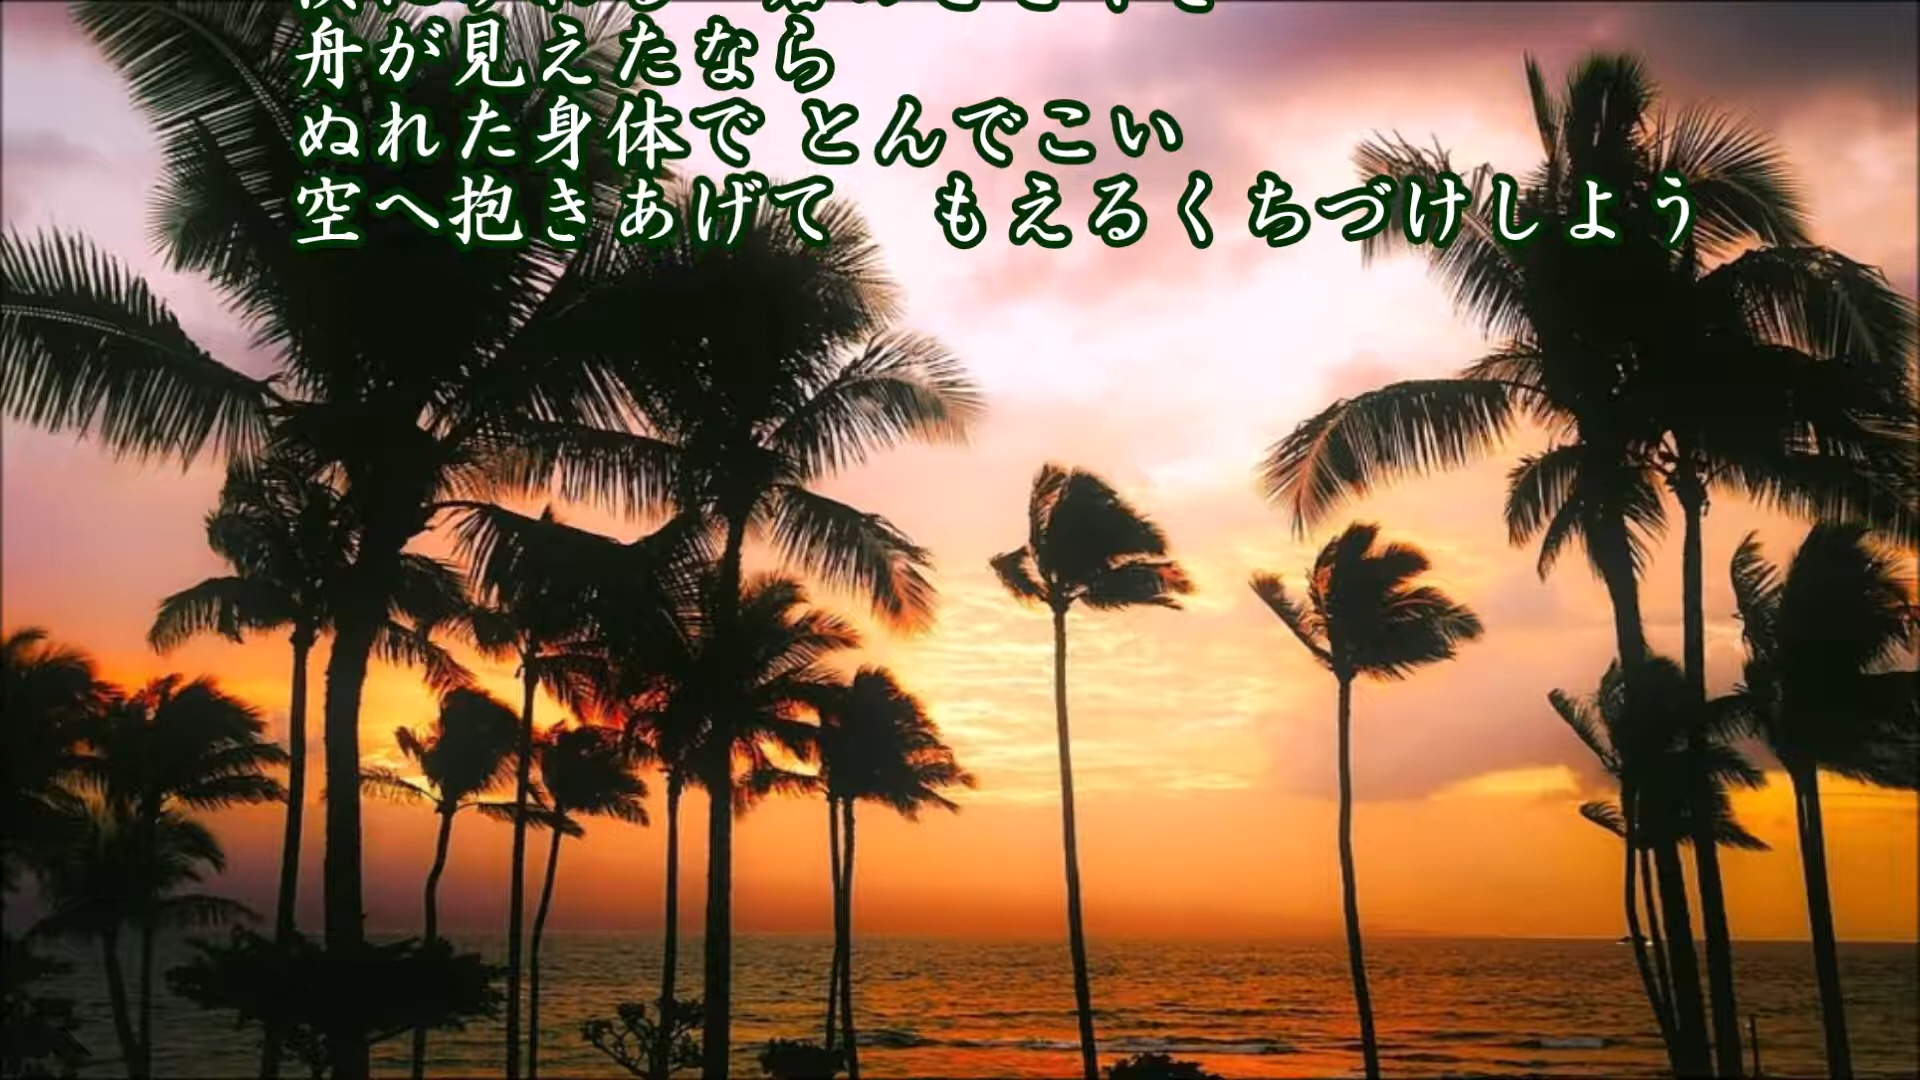 舟が見えたなら
ぬれた身体で とんでこい
空へ抱きあげて　もえるくちづけしよう